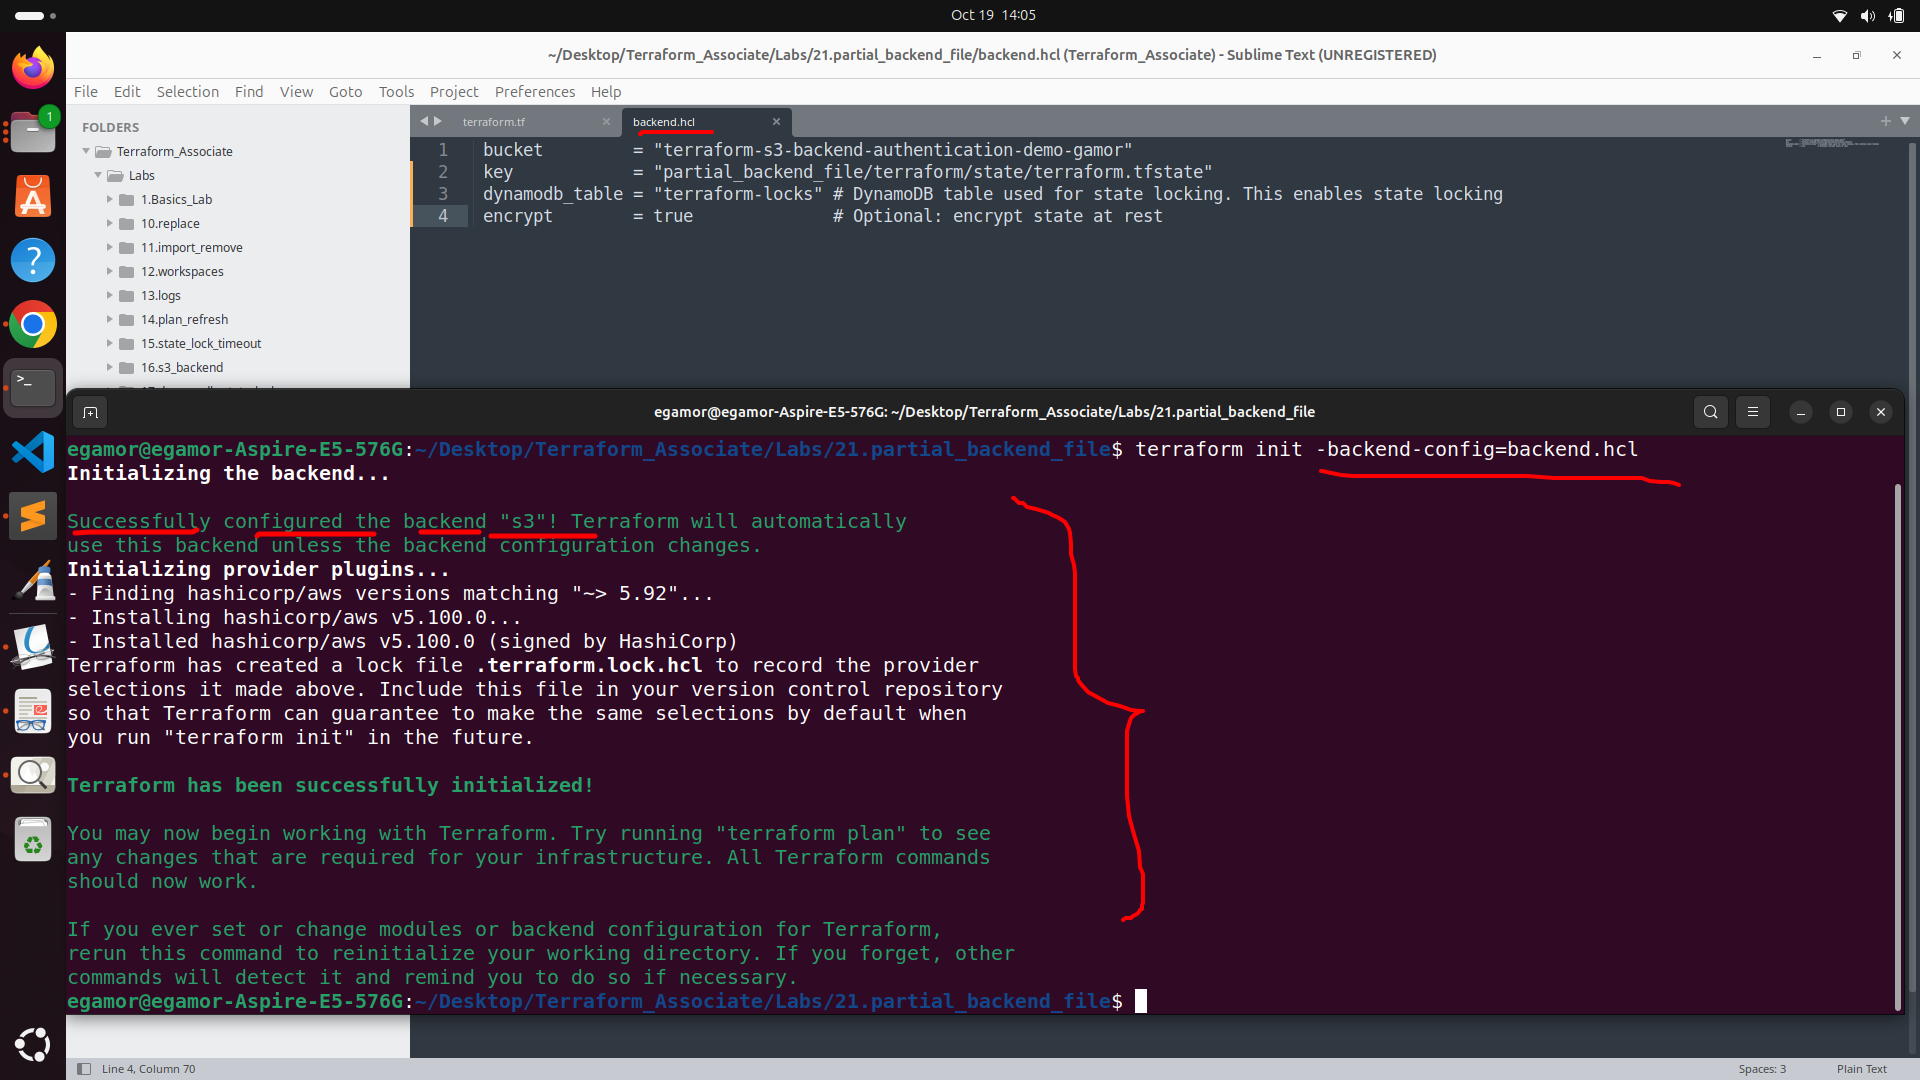 Oct 19 14:05
~/Desktop/Terraform_Associate/Labs/21.partial_backend_file/backend.hcl (Terraform_Associate) - Sublime Text (UNREGISTERED)
File Edit Selection Find View Goto Tools Project Preferences Help
1
FOLDERS
Terraform_Associate
Labs
1.Basics_Lab
10.replace
11.import_remove
12.workspaces
13.logs
14.plan_refresh
15.state_lock_timeout
16.s3_backend
terraform.tf
backend.hcl
1 bucket         = "terraform-s3-backend-authentication-demo-gamor"
2 key            = "partial_backend_file/terraform/state/terraform.tfstate"
3 dynamodb_table = "terraform-locks" # DynamoDB table used for state locking. This enables state locking
4 encrypt        = true              # Optional: encrypt state at rest
egamor@egamor-Aspire-E5-576G: ~/Desktop/Terraform_Associate/Labs/21.partial_backend_file
egamor@egamor-Aspire-E5-576G:~/Desktop/Terraform_Associate/Labs/21.partial_backend_file$ terraform init -backend-config=backend.hcl
Initializing the backend...
Successfully configured the backend "s3"! Terraform will automatically
use this backend unless the backend configuration changes.
Initializing provider plugins...
- Finding hashicorp/aws versions matching "~> 5.92"...
- Installing hashicorp/aws v5.100.0...
- Installed hashicorp/aws v5.100.0 (signed by HashiCorp)
Terraform has created a lock file .terraform.lock.hcl to record the provider
selections it made above. Include this file in your version control repository
so that Terraform can guarantee to make the same selections by default when
you run "terraform init" in the future.
Terraform has been successfully initialized!
You may now begin working with Terraform. Try running "terraform plan" to see
any changes that are required for your infrastructure. All Terraform commands
should now work.
If you ever set or change modules or backend configuration for Terraform,
rerun this command to reinitialize your working directory. If you forget, other
commands will detect it and remind you to do so if necessary.
egamor@egamor-Aspire-E5-576G:~/Desktop/Terraform_Associate/Labs/21.partial_backend_file$
Line 4, Column 70
Spaces: 3
Plain Text